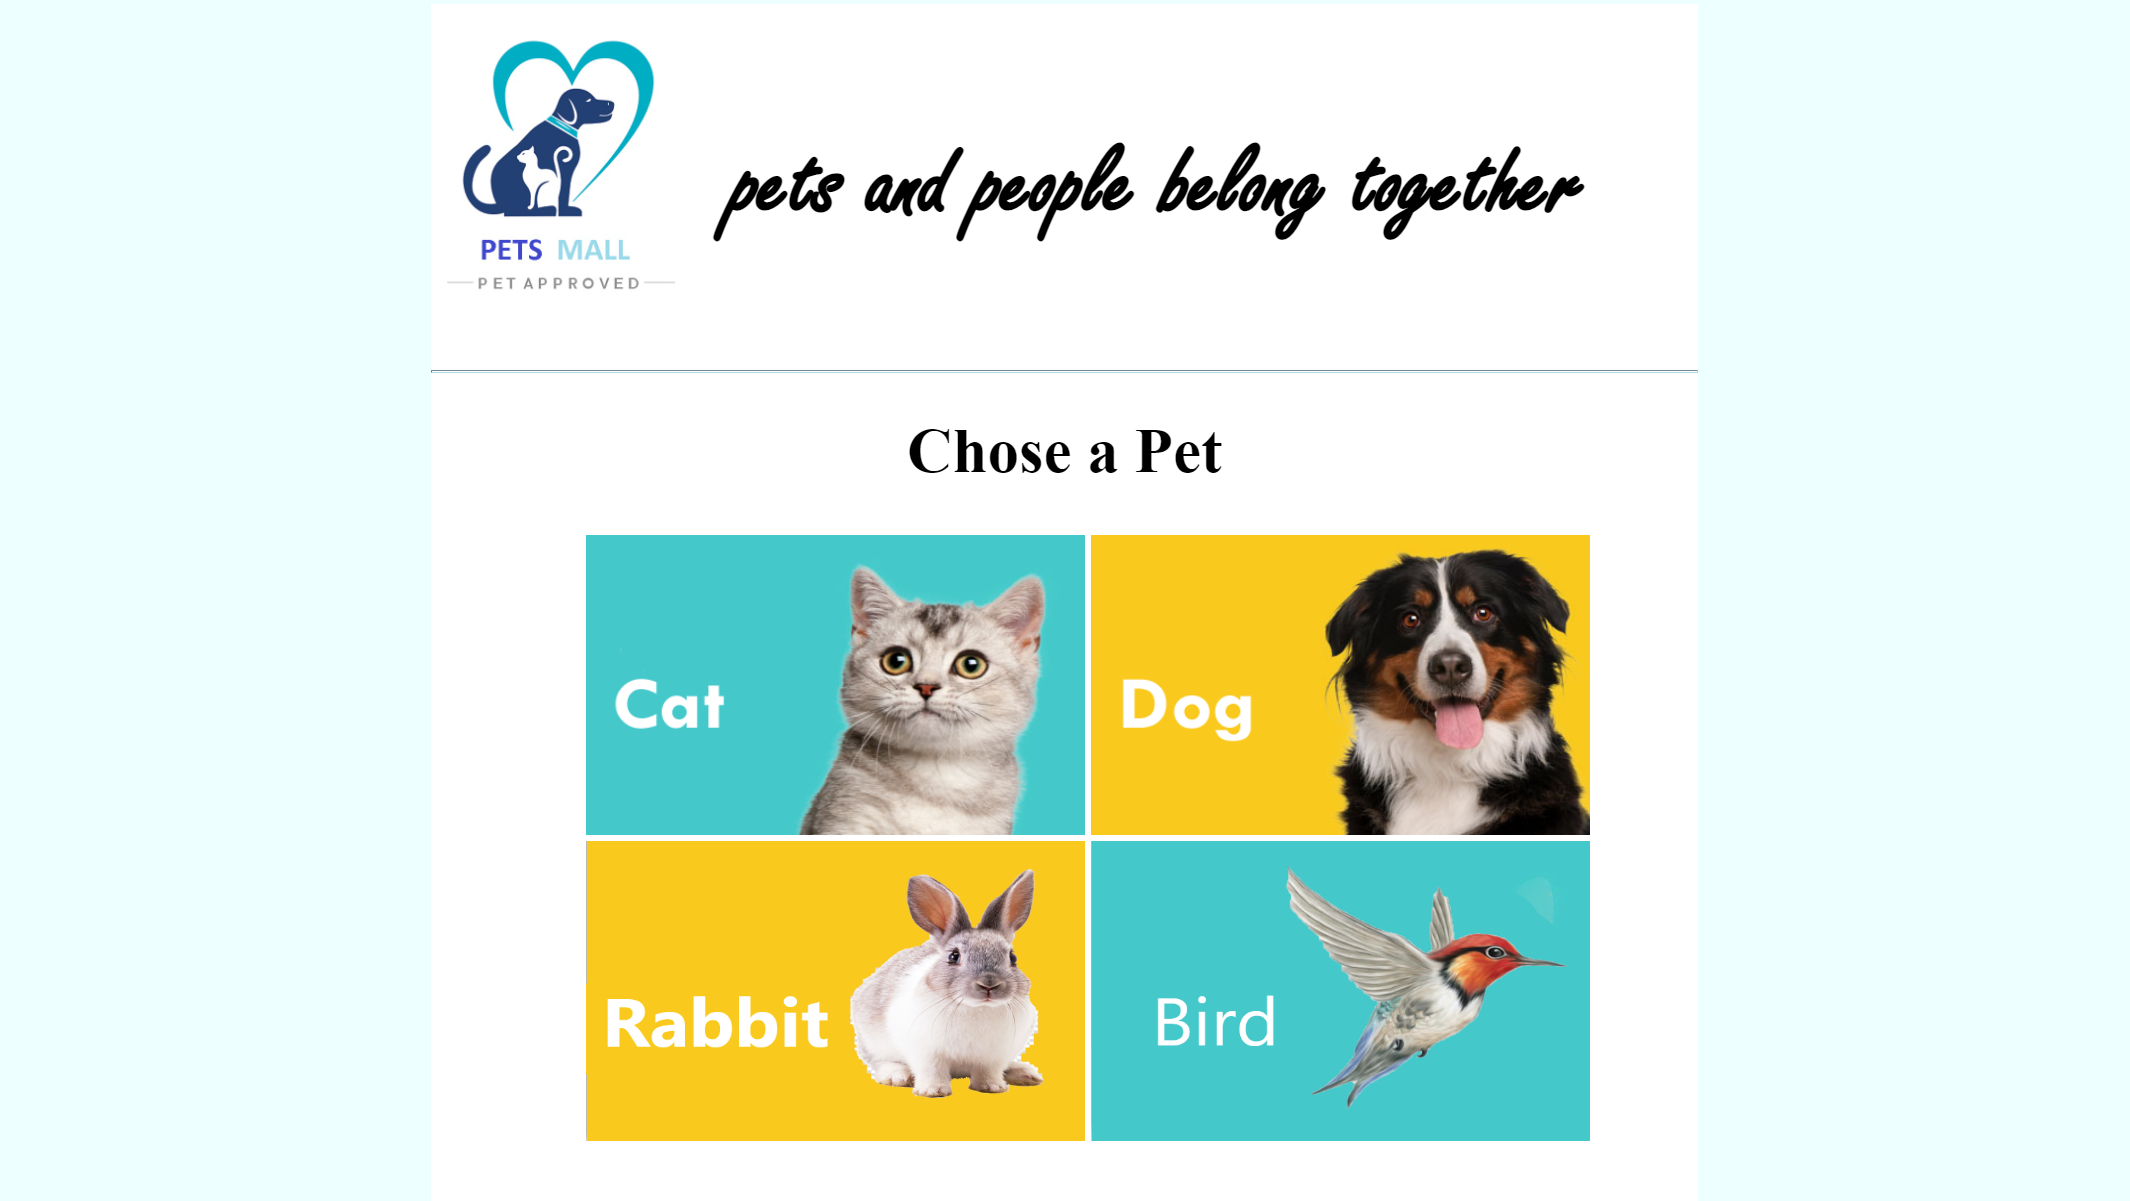 pets and people belong together
PETS MALL
PET APPROVED
Chose a Pet
Cat
Dog
Rabbit
Bird